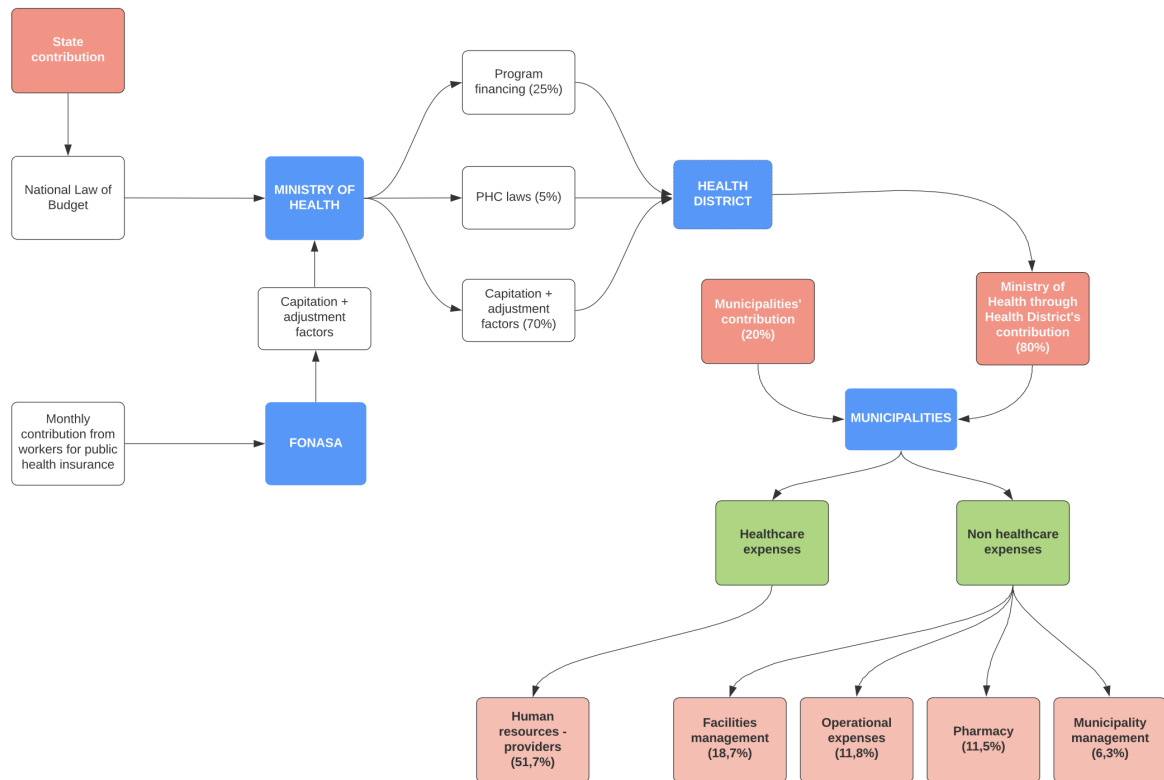 State
contribution
National Law of
Budget
MINISTRY OF
HEALTH
Program
financing (25%)
PHC laws (5%)
Capitation +
adjustment
factors (70%)
HEALTH
DISTRICT
Capitation +
adjustment
factors
Monthly
contribution from
workers for public
health insurance
FONASA
Municipalities'
contribution
(20%)
Ministry of
Health through
Health District's
contribution
(80%)
MUNICIPALITIES
Healthcare
expenses
Non healthcare
expenses
Human
resources -
providers
(51,7%)
Facilities
management
(18,7%)
Operational
expenses
(11,8%)
Pharmacy
(11,5%)
Municipality
management
(6,3%)